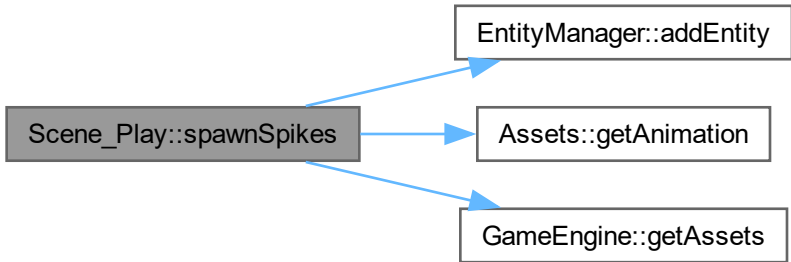 EntityManager::addEntity
Scene_Play::spawnSpikes
Assets::getAnimation
GameEngine::getAssets